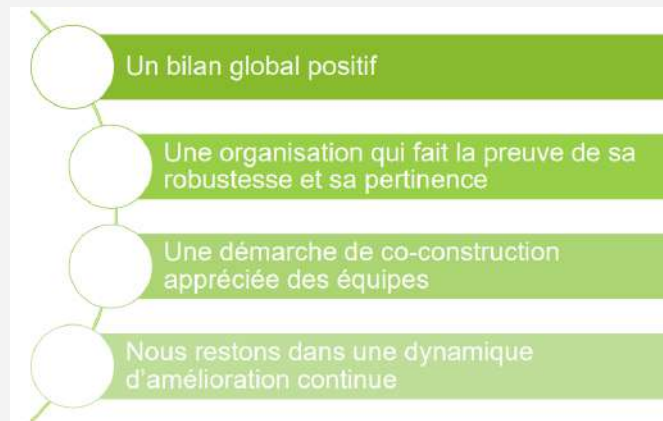 Un bilan global positif
Une organisation qui fait la preuve de sa
robustesse et sa pertinence
Une démarche de co-construction
appréciée des équipes
Nous restons dans une dynamique
d'amélioration continue